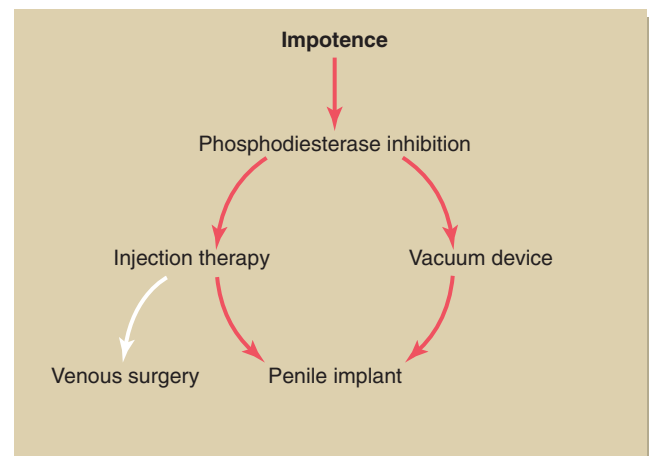 Impotence
Phosphodiesterase inhibition
Injection therapy
Vacuum device
Venous surgery
Penile implant